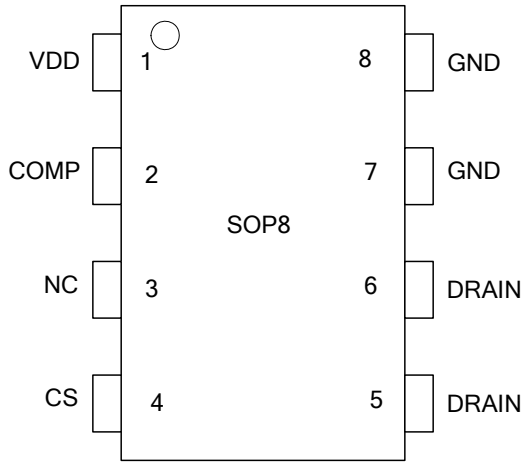 VDD 1 8 GND
COMP 2 7 GND
SOP8
NC 3 6 DRAIN
CS 4 5 DRAIN